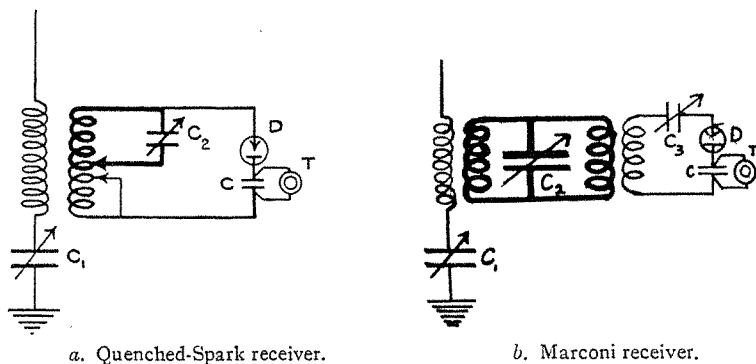 C₂
D
T
C
C₁
a. Quenched-Spark receiver.
C₃
D
T
C
C₂
C₁
b. Marconi receiver.